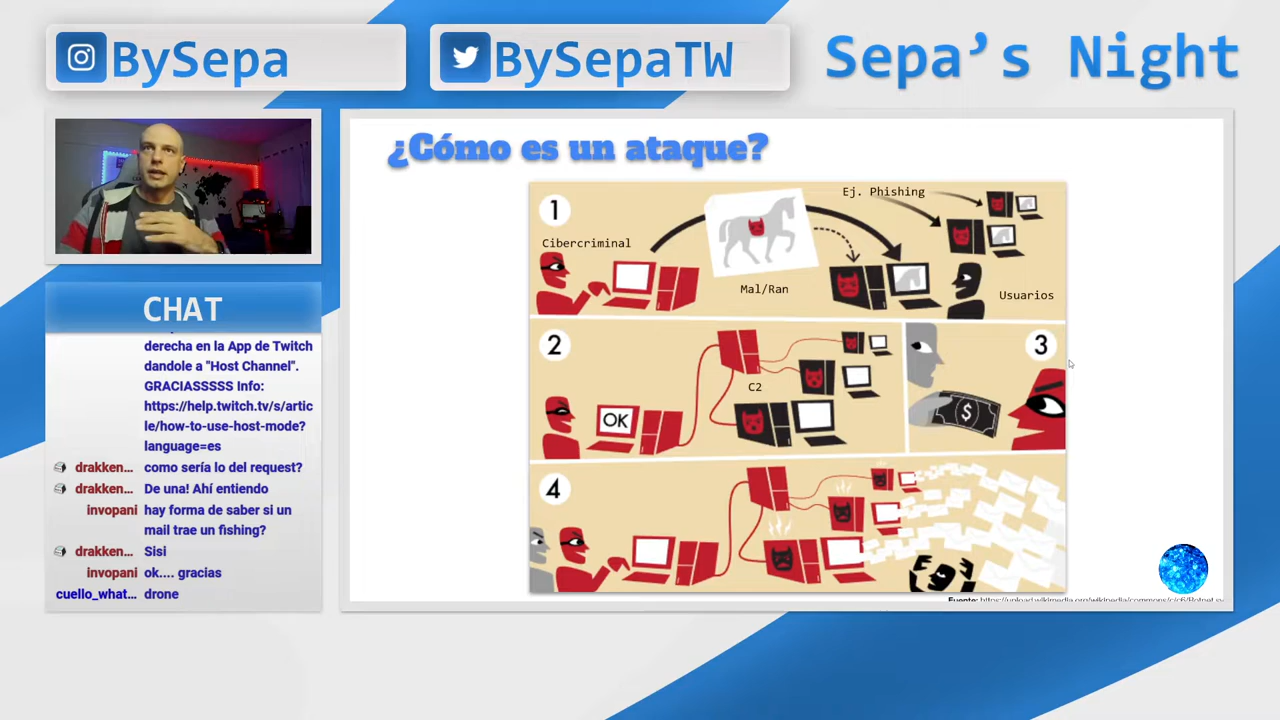 BySepa
BySepaTW
Sepa's Night
¿Cómo es un ataque?
1
Cibercriminal
Mal/Ran
Ej. Phishing
Usuarios
2
OK
C2
3
$
4
CHAT
derecha en la App de Twitch
dandole a "Host Channel".
GRACIASSSSS Info:
https://help.twitch.tv/s/artic
le/how-to-use-host-mode?
language=es
drakken... como sería lo del request?
drakken... De una! Ahí entiendo
invopani hay forma de saber si un
mail trae un fishing?
drakken... Sisi
invopani ok.... gracias
cuello_what... drone
Fuente: